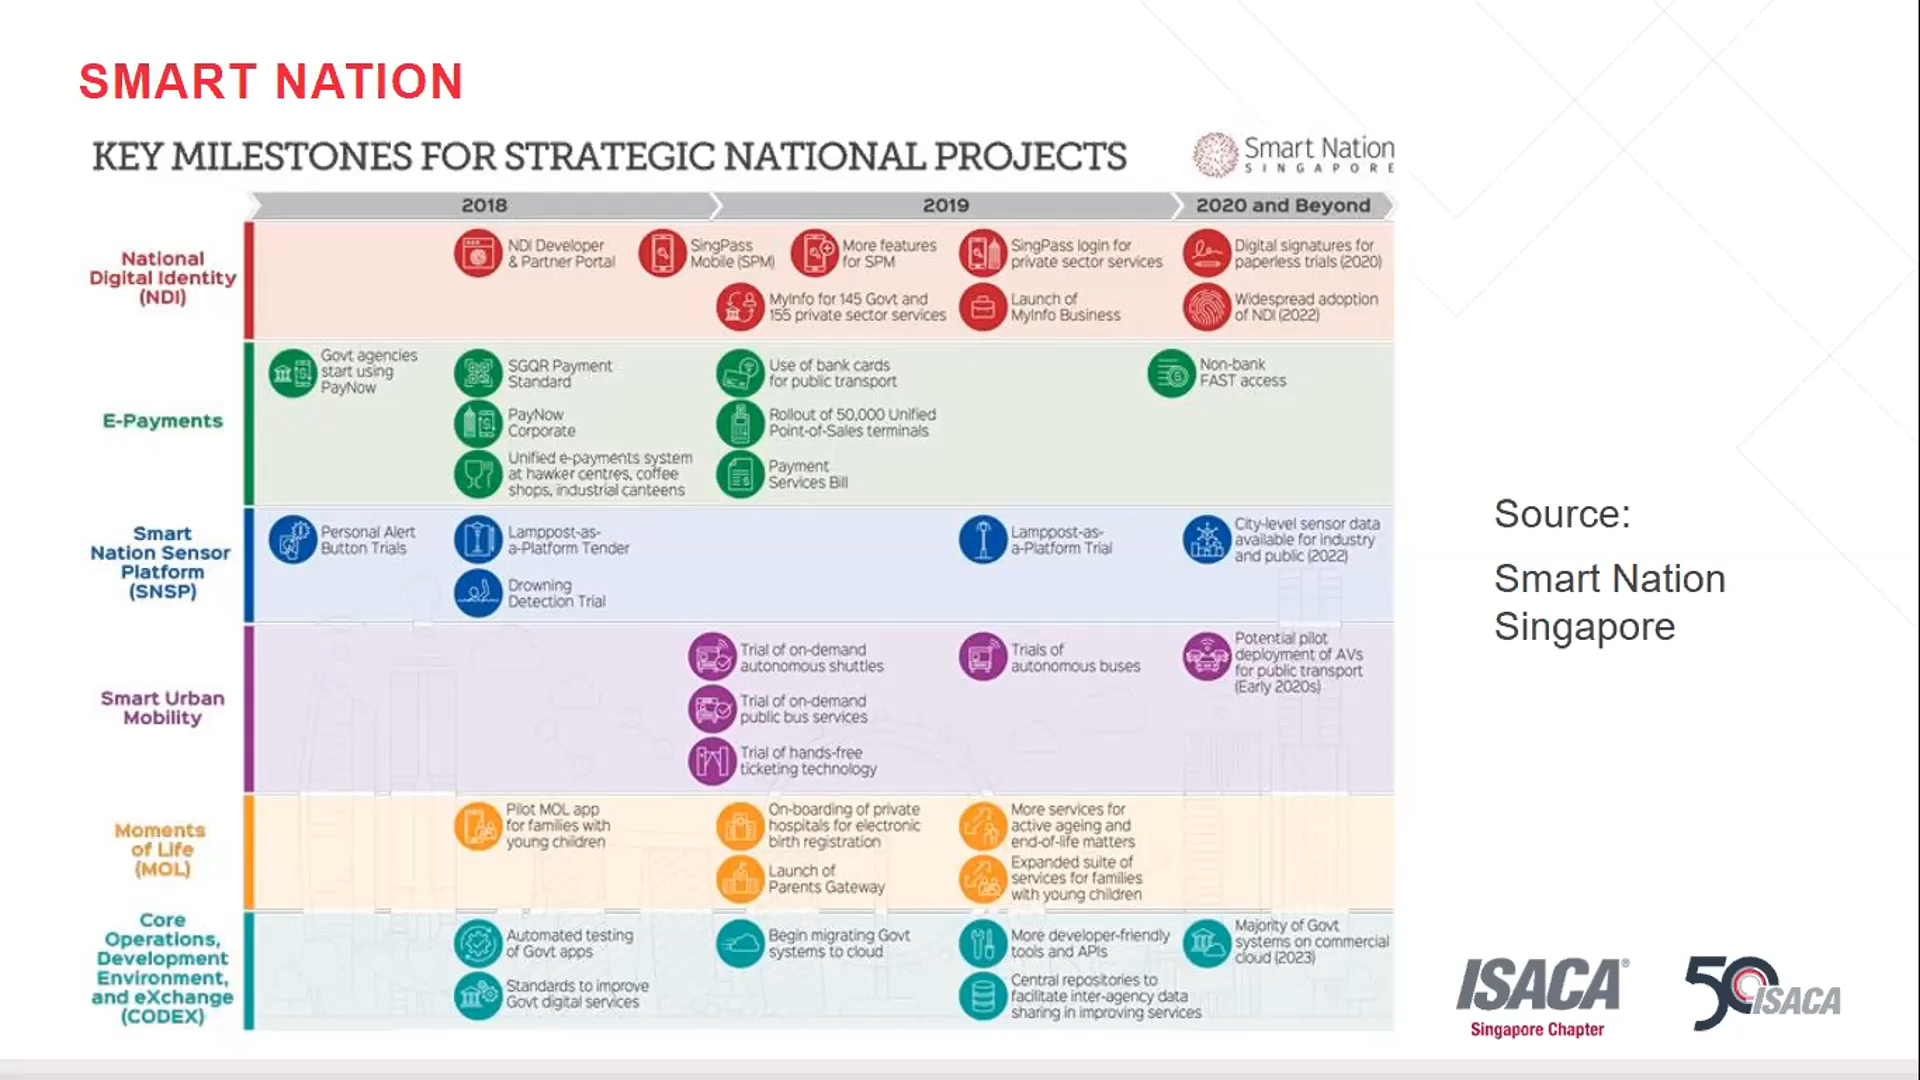 SMART NATION
KEY MILESTONES FOR STRATEGIC NATIONAL PROJECTS
Smart Nation
SINGAPORE
2018
2019
2020 and Beyond
National
Digital Identity
(NDI)
NDI Developer
& Partner Portal
SingPass
Mobile (SPM)
More features
for SPM
SingPass login for
private sector services
Digital signatures for
paperless trials (2020)
MyInfo for 145 Govt and
155 private sector services
Launch of
MyInfo Business
Widespread adoption
of NDI (2022)
E-Payments
Govt agencies
start using
PayNow
SGQR Payment
Standard
Use of bank cards
for public transport
Non-bank
FAST access
PayNow
Corporate
Rollout of 50,000 Unified
Point-of-Sales terminals
Unified e-payments system
at hawker centres, coffee
shops, industrial canteens
Payment
Services Bill
Smart
Nation Sensor
Platform
(SNSP)
Personal Alert
Button Trials
Lamppost-as-
a-Platform Tender
Lamppost-as-
a-Platform Trial
City-level sensor data
available for industry
and public (2022)
Drowning
Detection Trial
Smart Urban
Mobility
Trial of on-demand
autonomous shuttles
Trials of
autonomous buses
Potential pilot
deployment of AVs
for public transport
(Early 2020s)
Trial of on-demand
public bus services
Trial of hands-free
ticketing technology
Moments
of Life
(MOL)
Pilot MOL app
for families with
young children
On-boarding of private
hospitals for electronic
birth registration
More services for
active ageing and
end-of-life matters
Launch of
Parents Gateway
Expanded suite of
services for families
with young children
Core
Operations,
Development
Environment,
and eXchange
(CODEX)
Automated testing
of Govt apps
Begin migrating Govt
systems to cloud
More developer-friendly
tools and APIs
Majority of Govt
systems on commercial
cloud (2023)
Standards to improve
Govt digital services
Central repositories to
facilitate inter-agency data
sharing in improving services
Source:
Smart Nation
Singapore
ISACA®
Singapore Chapter
50 ISACA